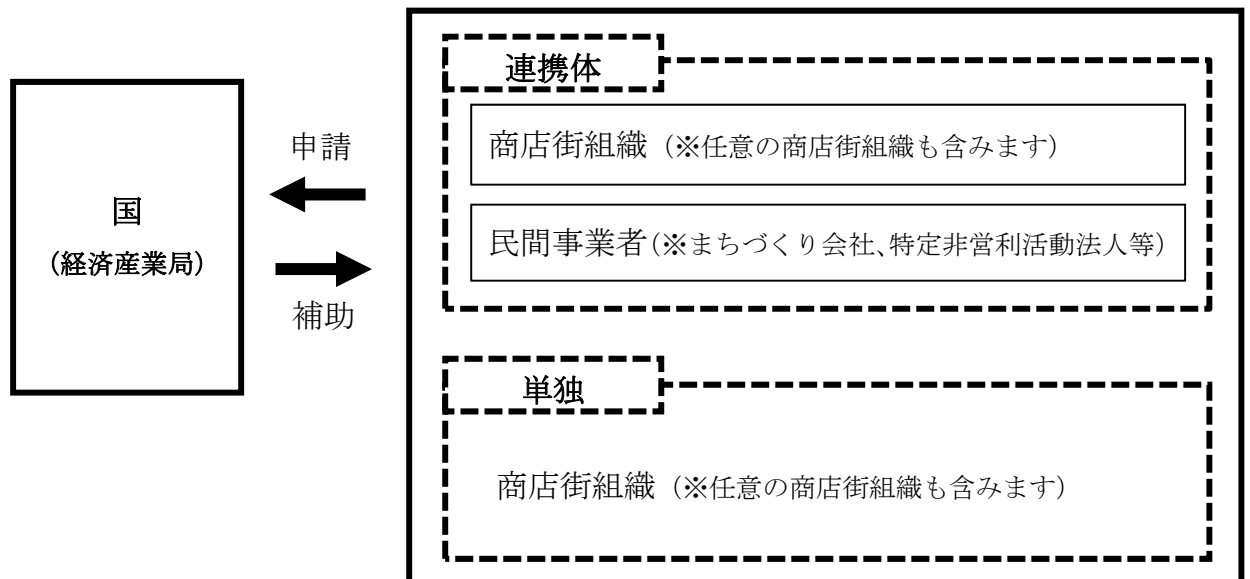 国
(経済産業局)
申請
補助
連携体
商店街組織（※任意の商店街組織も含みます）
民間事業者(※まちづくり会社、特定非営利活動法人等)
単独
商店街組織（※任意の商店街組織も含みます）